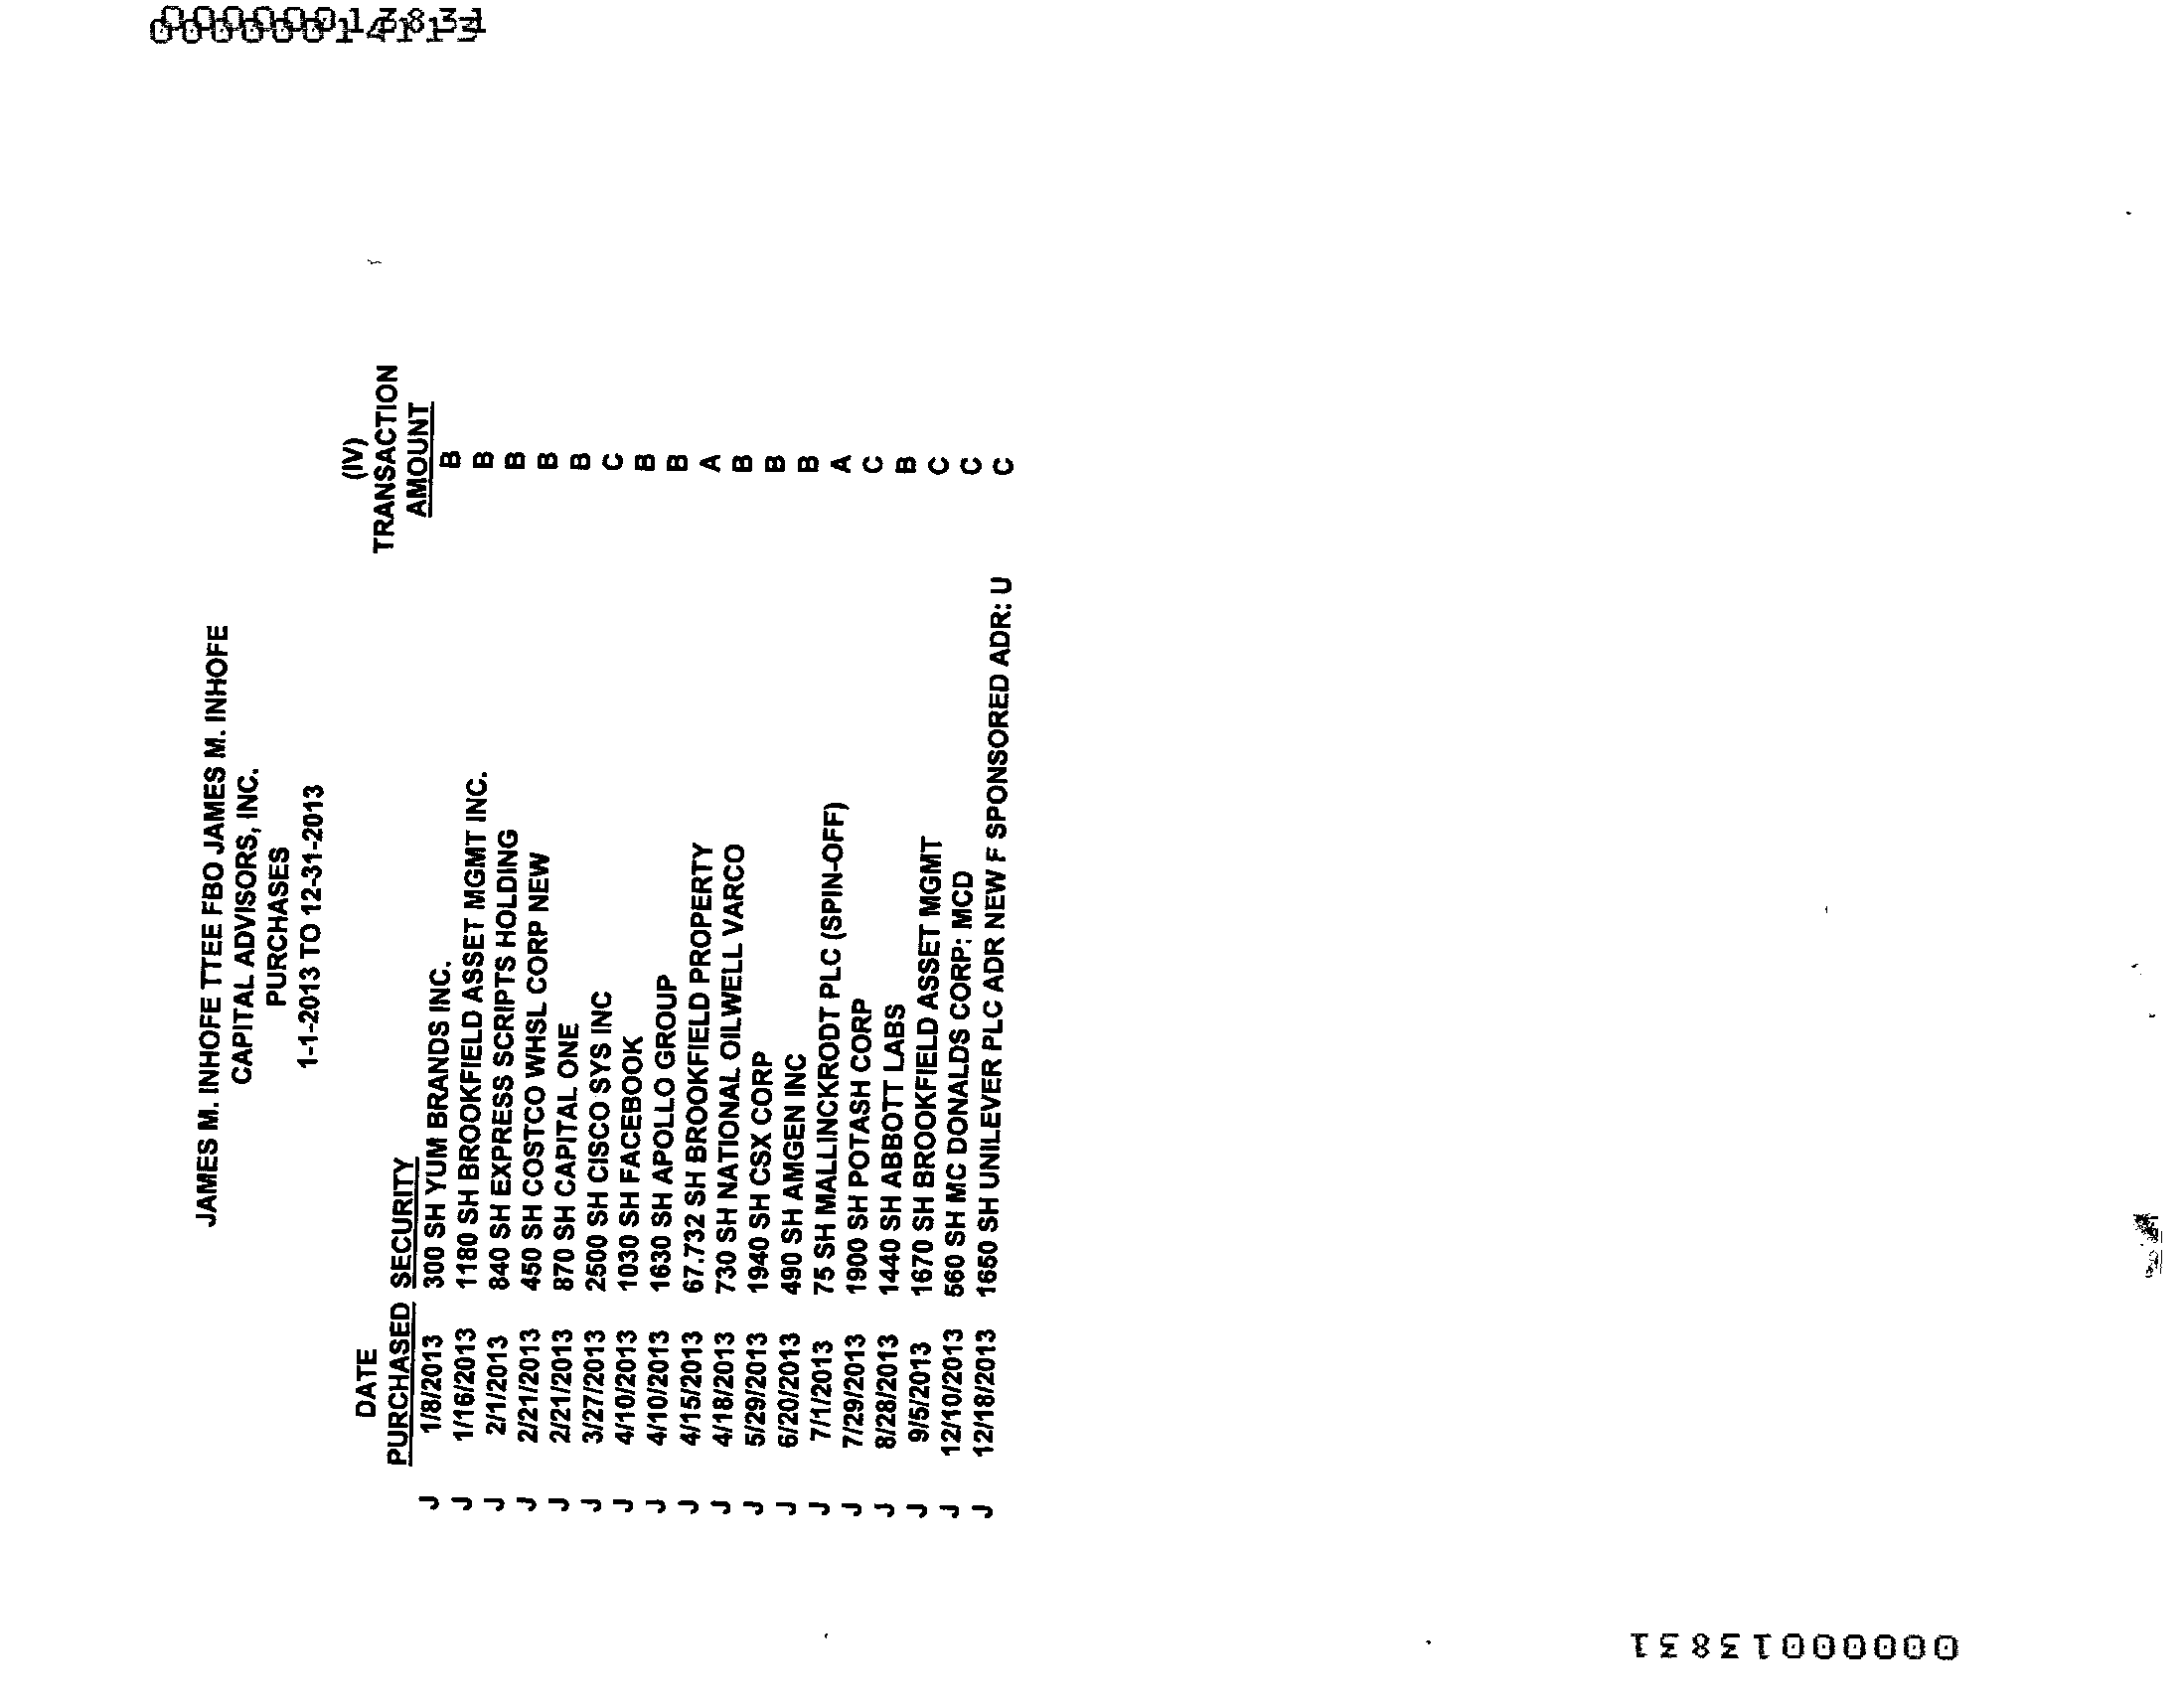 JAMES M. INHOFE TTEE FBO JAMES M. INHOFE
CAPITAL ADVISORS, INC.
PURCHASES
1-1-2013 TO 12-31-2013
(IV)
DATE TRANSACTION
PURCHASED SECURITY AMOUNT
J 1/8/2013 300 SH YUM BRANDS INC. B
J 1/16/2013 1180 SH BROOKFIELD ASSET MGMT INC. B
J 2/1/2013 840 SH EXPRESS SCRIPTS HOLDING B
J 2/21/2013 450 SH COSTCO WHSL CORP NEW B
J 2/21/2013 870 SH CAPITAL ONE B
J 3/27/2013 2500 SH CISCO SYS INC C
J 4/10/2013 1030 SH FACEBOOK B
J 4/10/2013 1630 SH APOLLO GROUP B
J 4/15/2013 67.732 SH BROOKFIELD PROPERTY A
J 4/18/2013 730 SH NATIONAL OILWELL VARCO B
J 5/29/2013 1940 SH CSX CORP B
J 6/20/2013 490 SH AMGEN INC B
J 7/1/2013 75 SH MALLINCKRODT PLC (SPIN-OFF) A
J 7/29/2013 1900 SH POTASH CORP C
J 8/28/2013 1440 SH ABBOTT LABS B
J 9/5/2013 1670 SH BROOKFIELD ASSET MGMT C
J 12/10/2013 560 SH MC DONALDS CORP: MCD C
J 12/18/2013 1650 SH UNILEVER PLC ADR NEW F SPONSORED ADR: U C
00000013831